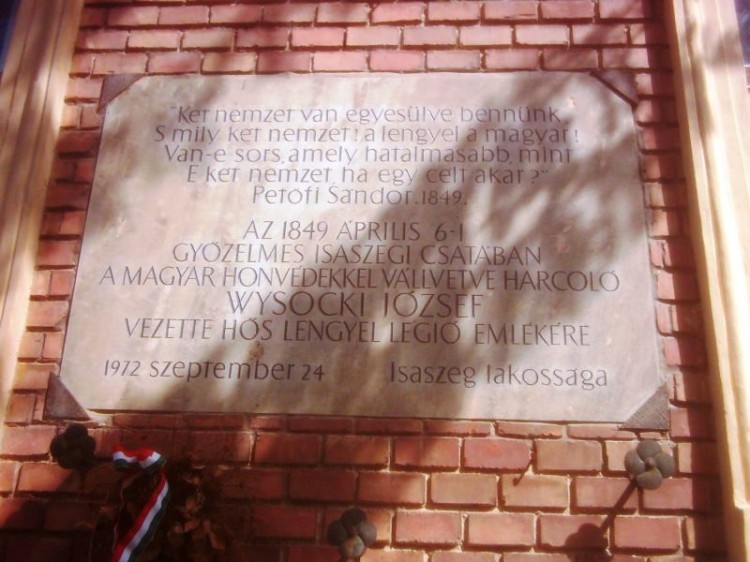 "Két nemzet van egyesülve bennünk,
S mily két nemzet! a lengyel a magyar!
Van-e sors, amely hatalmasabb, mint
E két nemzet, ha egy célt akar?"
Petőfi Sándor. 1849.
AZ 1849 ÁPRILIS 6-I
GYŐZELMES ISASZEGI CSATÁBAN
A MAGYAR HONVÉDEKKEL VÁLLVETVE HARCOLÓ
WYSOCKI JÓZSEF
VEZETTE HŐS LENGYEL LÉGIÓ EMLÉKÉRE
1972 szeptember 24 Isaszeg lakossága